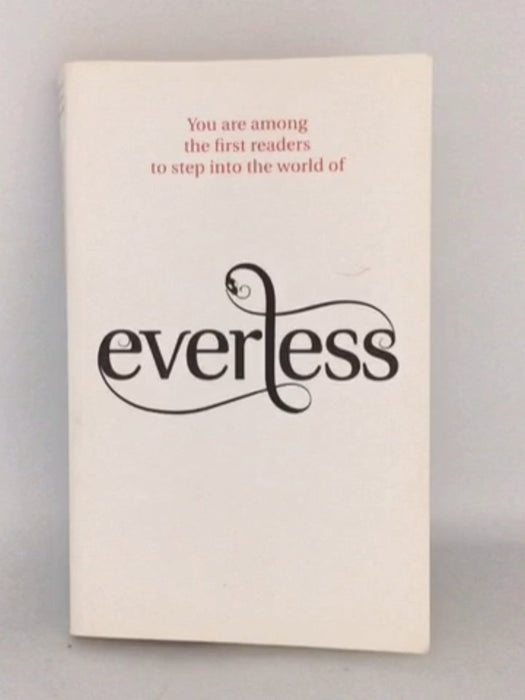 You are among
the first readers
to step into the world of
everless